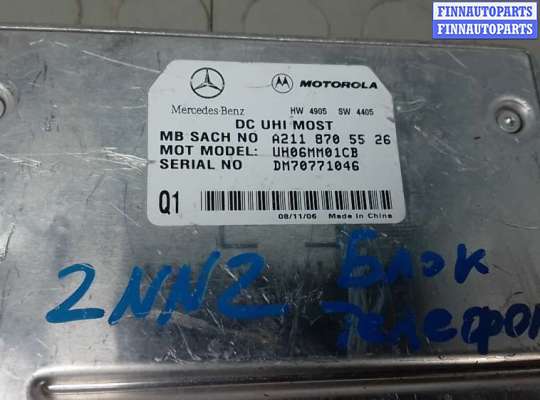 FINNAUTOPARTS
FINNAUTOPARTS
FINNAUTOPARTS
MOTOROLA
Mercedes-Benz
HW 4905 SW 4405
DC UHI MOST
MB SACH NO A211 870 55 26
MOT MODEL: UH06MM01CB
SERIAL NO DM70771046
Q1
08/11/06 Made in China
2NN2
Блок
телефон